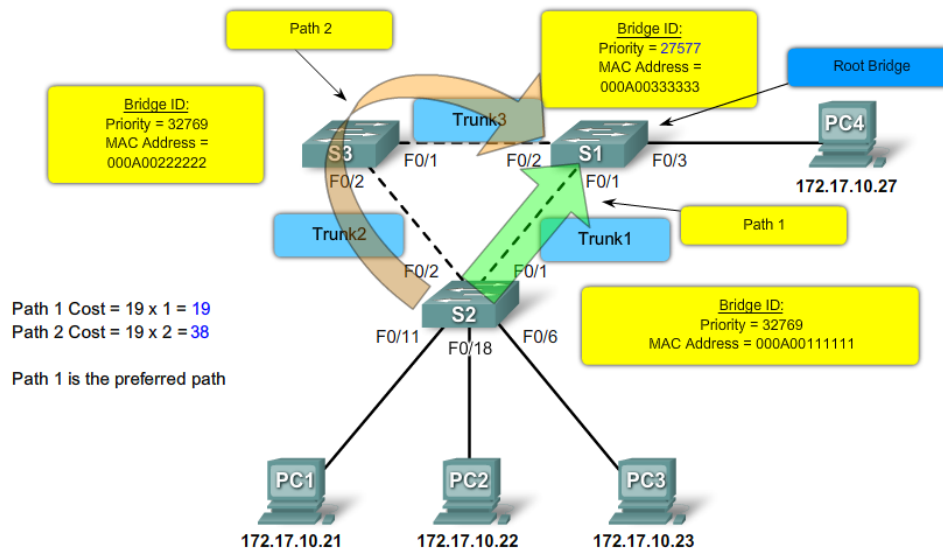 Path 2
Bridge ID:
Priority = 27577
MAC Address =
000A00333333
Root Bridge
Bridge ID:
Priority = 32769
MAC Address =
000A00222222
Trunk3
PC4
S3
F0/1
F0/2
S1
F0/3
F0/2
F0/1
172.17.10.27
Path 1
Trunk2
Trunk1
F0/2
F0/1
Bridge ID:
Priority = 32769
MAC Address = 000A00111111
Path 1 Cost = 19 x 1 = 19
Path 2 Cost = 19 x 2 = 38
S2
F0/11
F0/18
F0/6
Path 1 is the preferred path
PC1
PC2
PC3
172.17.10.21
172.17.10.22
172.17.10.23